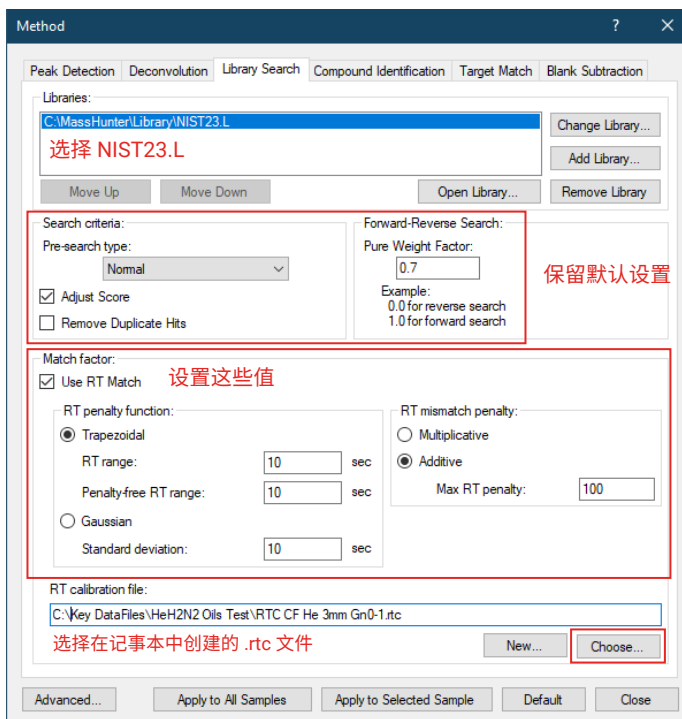 Method
? ×
Peak Detection Deconvolution Library Search Compound Identification Target Match Blank Subtraction
Libraries:
C:\MassHunter\Library\NIST23.L
选择 NIST23.L
Change Library...
Add Library...
Move Up Move Down Open Library... Remove Library
Search criteria:
Pre-search type:
Normal
Adjust Score
Remove Duplicate Hits
Forward-Reverse Search:
Pure Weight Factor:
0.7
Example:
0.0 for reverse search
1.0 for forward search
保留默认设置
Match factor:
Use RT Match
设置这些值
RT penalty function:
Trapezoidal
RT range: 10 sec
Penalty-free RT range: 10 sec
Gaussian
Standard deviation: 10 sec
RT mismatch penalty:
Multiplicative
Additive
Max RT penalty: 100
RT calibration file:
C:\Key DataFiles\HeH2N2 Oils Test\RTC CF He 3mm Gn0-1.rtc
选择在记事本中创建的 .rtc 文件
New... Choose...
Advanced... Apply to All Samples Apply to Selected Sample Default Close